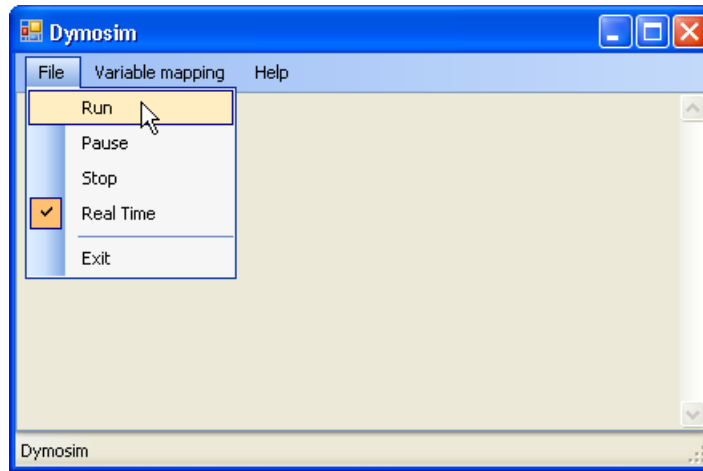 Dymosim
File Variable mapping Help
Run
Pause
Stop
Real Time
Exit
Dymosim